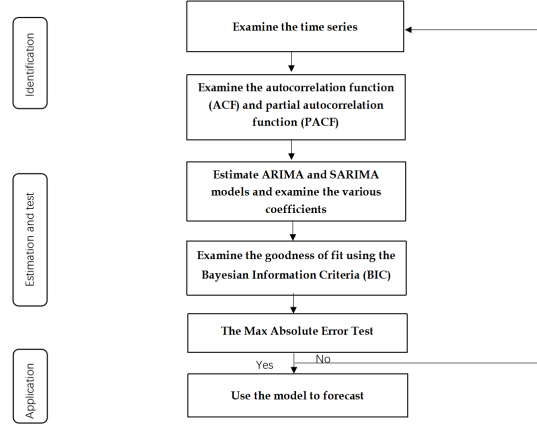 Identification
Examine the time series
Examine the autocorrelation function
(ACF) and partial autocorrelation
function (PACF)
Estimation and test
Estimate ARIMA and SARIMA
models and examine the various
coefficients
Examine the goodness of fit using the
Bayesian Information Criteria (BIC)
The Max Absolute Error Test
Yes
No
Application
Use the model to forecast